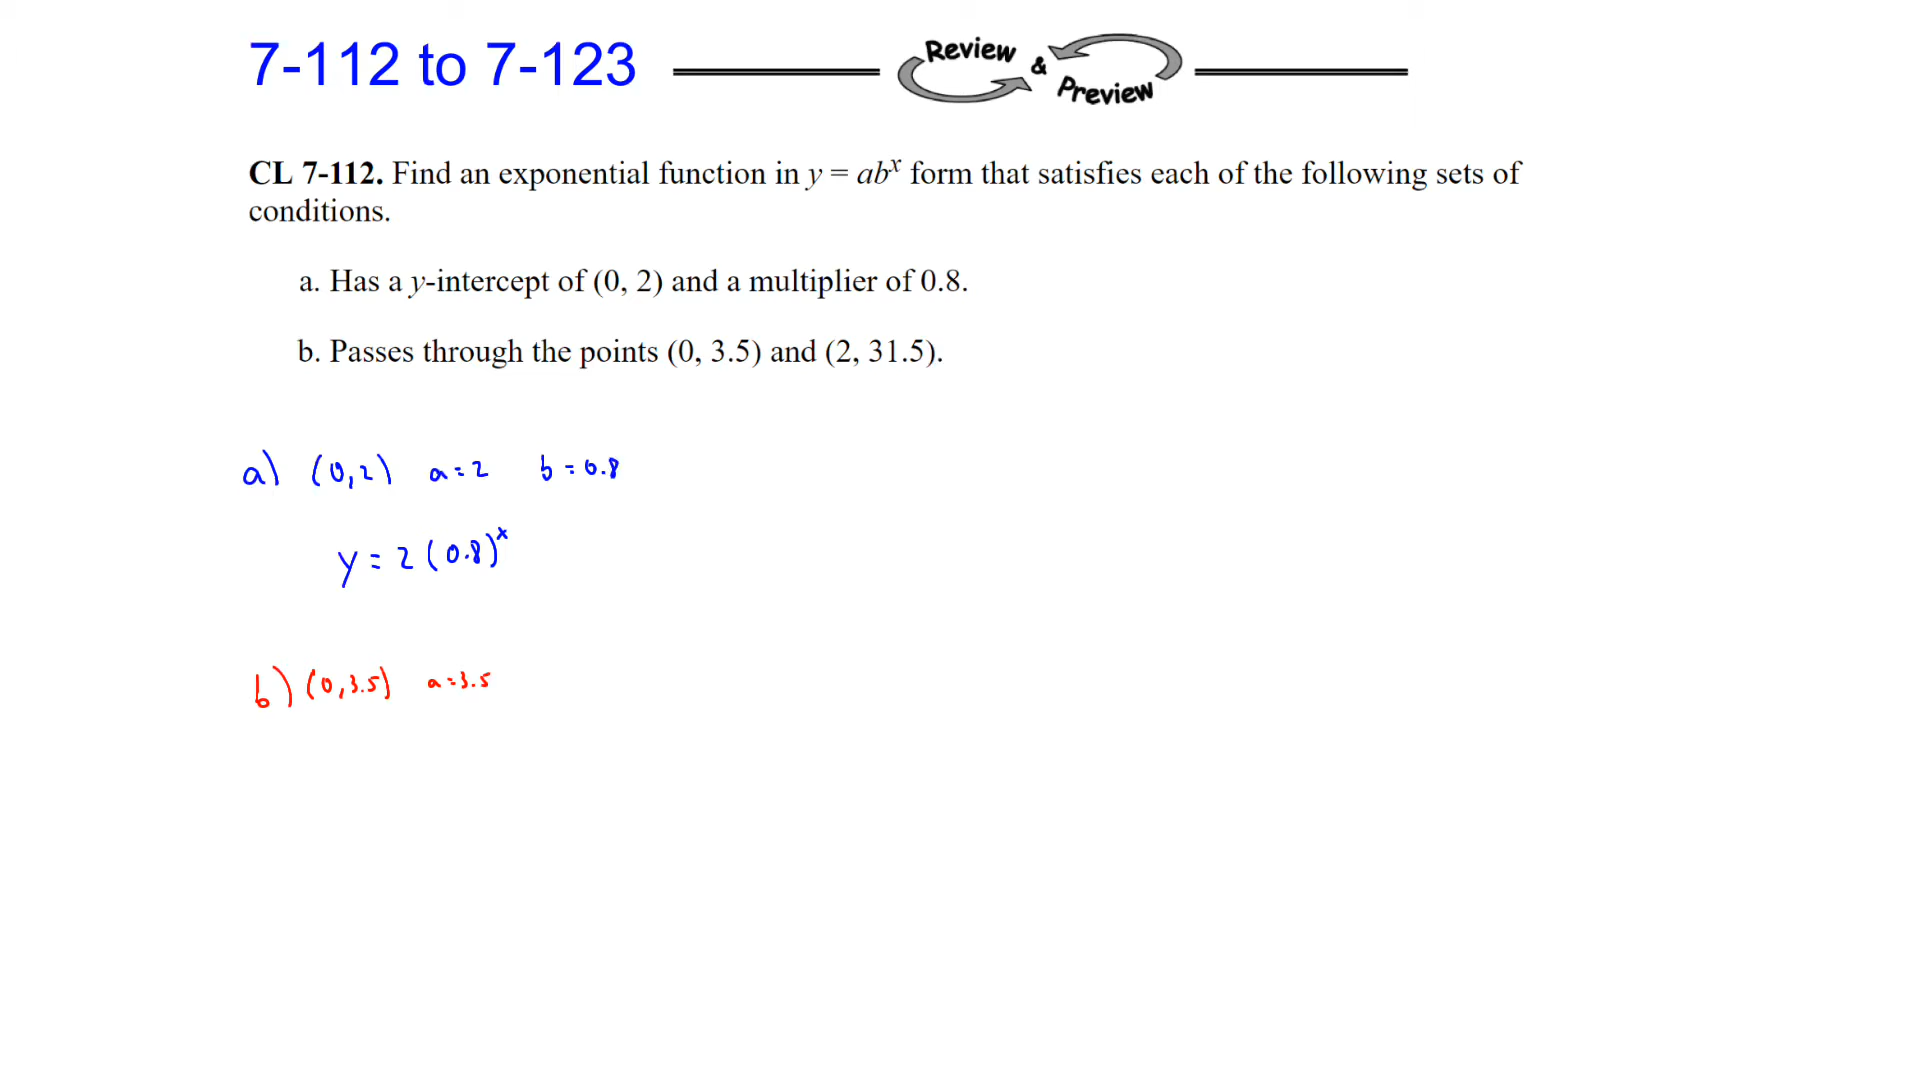 7-112 to 7-123
Review & Preview
CL 7-112. Find an exponential function in y = abˣ form that satisfies each of the following sets of
conditions.
a. Has a y-intercept of (0, 2) and a multiplier of 0.8.
b. Passes through the points (0, 3.5) and (2, 31.5).
a) (0,2) a=2 b=0.8
y = 2(0.8)ˣ
b) (0,3.5) a=3.5